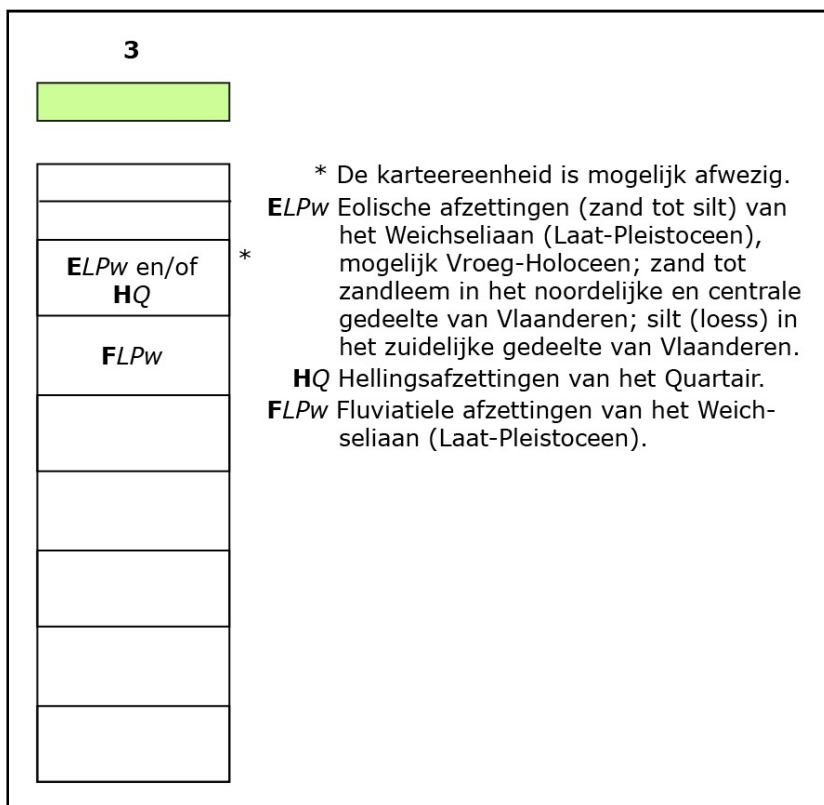 3
ELPw en/of
HQ
*
FLPw
* De karteereenheid is mogelijk afwezig.
ELPw Eolische afzettingen (zand tot silt) van
het Weichseliaan (Laat-Pleistoceen),
mogelijk Vroeg-Holoceen; zand tot
zandleem in het noordelijke en centrale
gedeelte van Vlaanderen; silt (loess) in
het zuidelijke gedeelte van Vlaanderen.
HQ Hellingsafzettingen van het Quartair.
FLPw Fluviatiele afzettingen van het Weich-
seliaan (Laat-Pleistoceen).